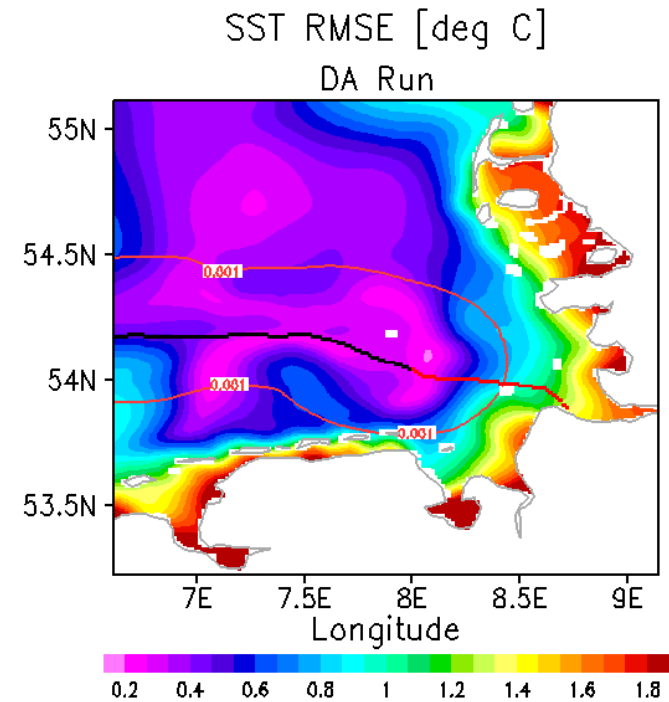 SST RMSE [deg C]
DA Run
55N
54.5N
0.001
54N
0.001
0.001
53.5N
7E 7.5E 8E 8.5E 9E
Longitude
0.2 0.4 0.6 0.8 1 1.2 1.4 1.6 1.8